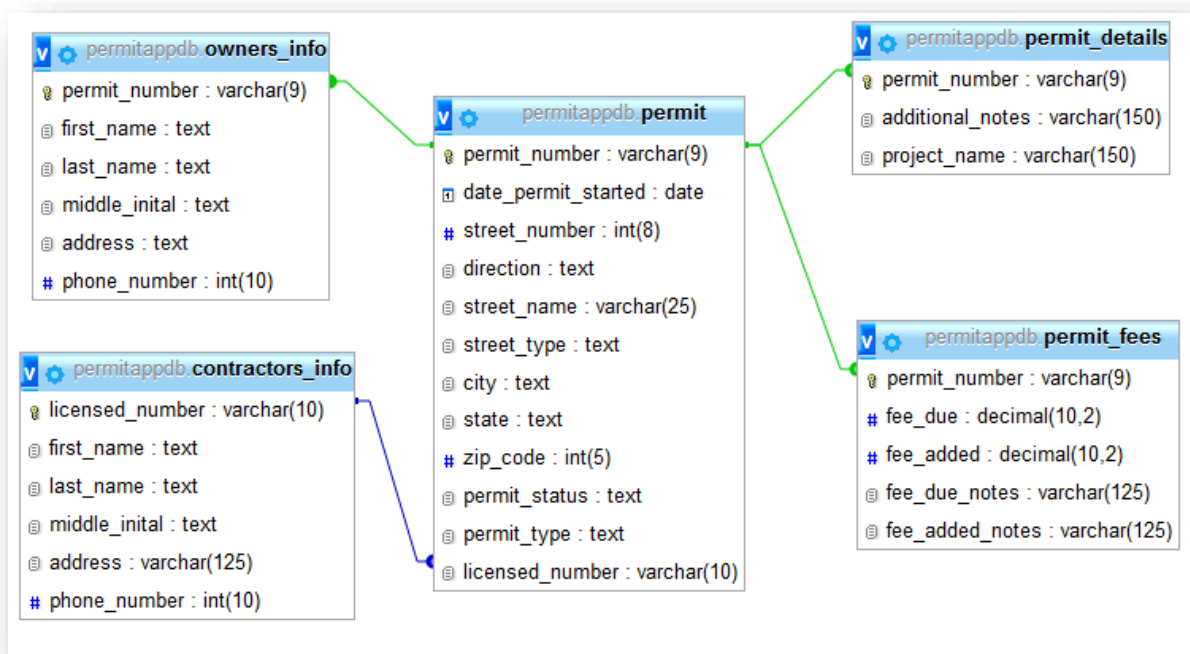 v permitappdb.owners_info
permit_number : varchar(9)
first_name : text
last_name : text
middle_inital : text
address : text
# phone_number : int(10)
v permitappdb.contractors_info
licensed_number : varchar(10)
first_name : text
last_name : text
middle_inital : text
address : varchar(125)
# phone_number : int(10)
v permitappdb.permit
permit_number : varchar(9)
1 date_permit_started : date
# street_number : int(8)
direction : text
street_name : varchar(25)
street_type : text
city : text
state : text
# zip_code : int(5)
permit_status : text
permit_type : text
licensed_number : varchar(10)
v permitappdb.permit_details
permit_number : varchar(9)
additional_notes : varchar(150)
project_name : varchar(150)
v permitappdb.permit_fees
permit_number : varchar(9)
# fee_due : decimal(10,2)
# fee_added : decimal(10,2)
fee_due_notes : varchar(125)
fee_added_notes : varchar(125)